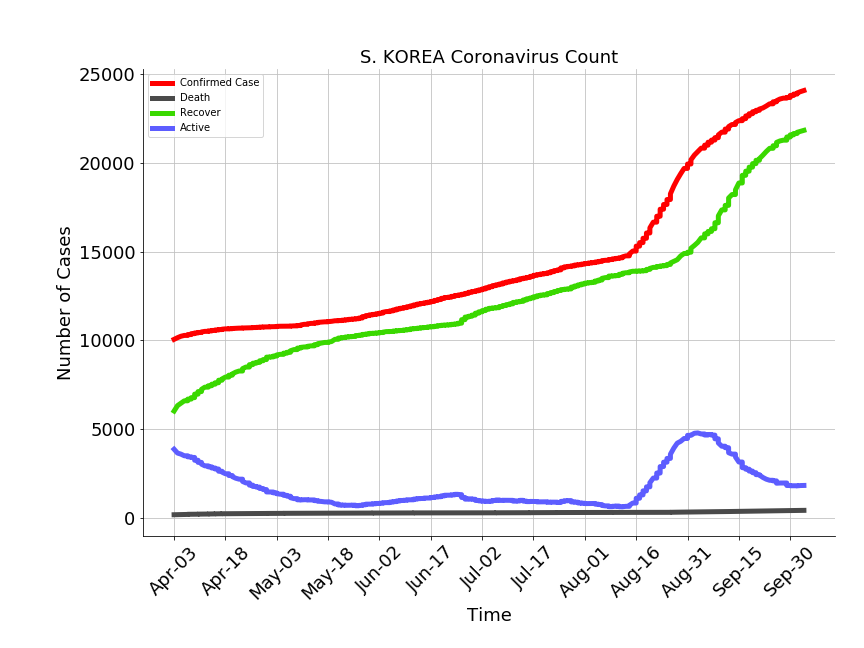 S. KOREA Coronavirus Count
25000
20000
15000
10000
5000
0
Number of Cases
Confirmed Case
Death
Recover
Active
Apr-03
Apr-18
May-03
May-18
Jun-02
Jun-17
Jul-02
Jul-17
Aug-01
Aug-16
Aug-31
Sep-15
Sep-30
Time